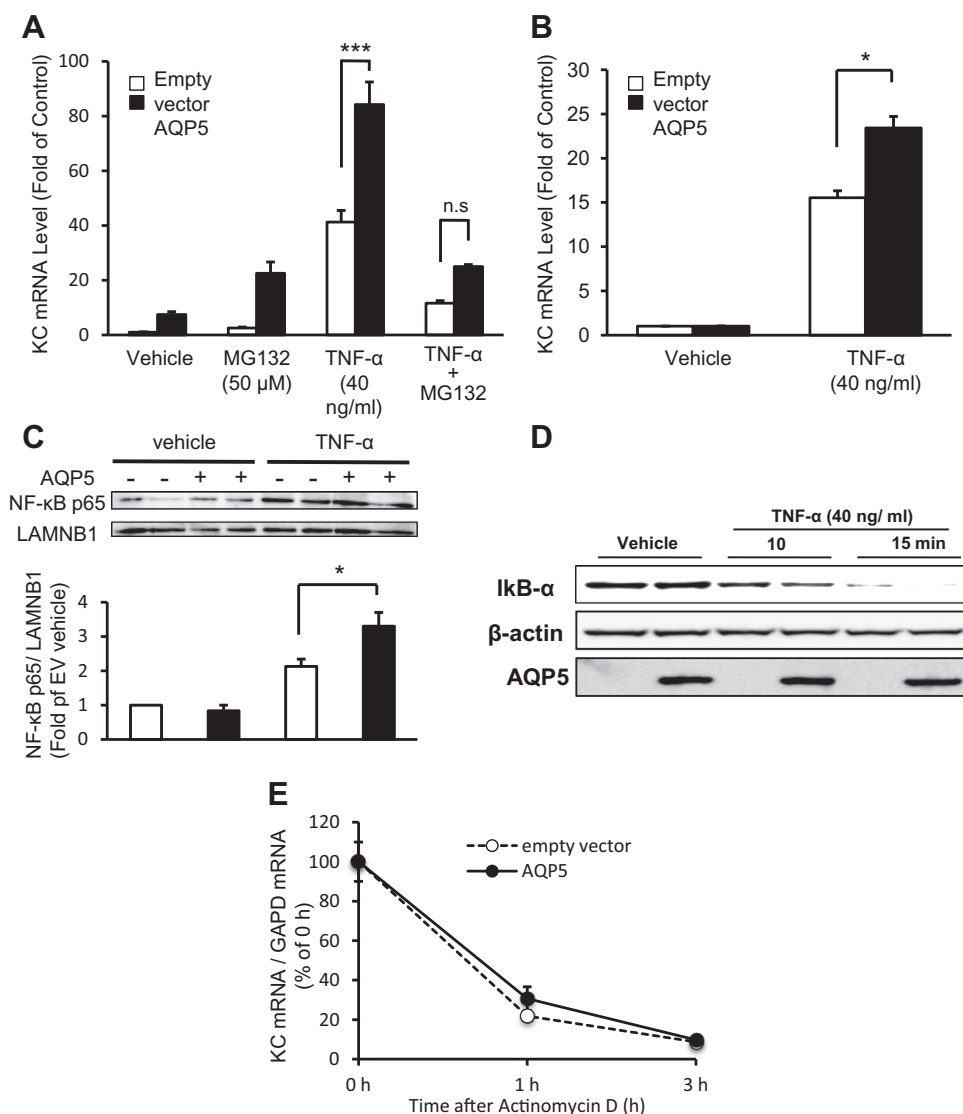 A
KC mRNA Level (Fold of Control)
100
80
60
40
20
0
Empty
vector
AQP5
***
n.s
Vehicle
MG132
(50 μM)
TNF-α
(40
ng/ml)
TNF-α
+
MG132
B
KC mRNA Level (Fold of Control)
30
25
20
15
10
5
0
Empty
vector
AQP5
*
Vehicle
TNF-α
(40 ng/ml)
C
vehicle TNF-α
AQP5 - - + + - - + +
NF-κB p65
LAMNB1
NF-κB p65/ LAMNB1
(Fold pf EV vehicle)
4
3
2
1
0
*
D
TNF-α (40 ng/ ml)
Vehicle 10 15 min
IkB-α
β-actin
AQP5
E
KC mRNA / GAPD mRNA
(% of 0 h)
120
100
80
60
40
20
0
empty vector
AQP5
0 h 1 h 3 h
Time after Actinomycin D (h)